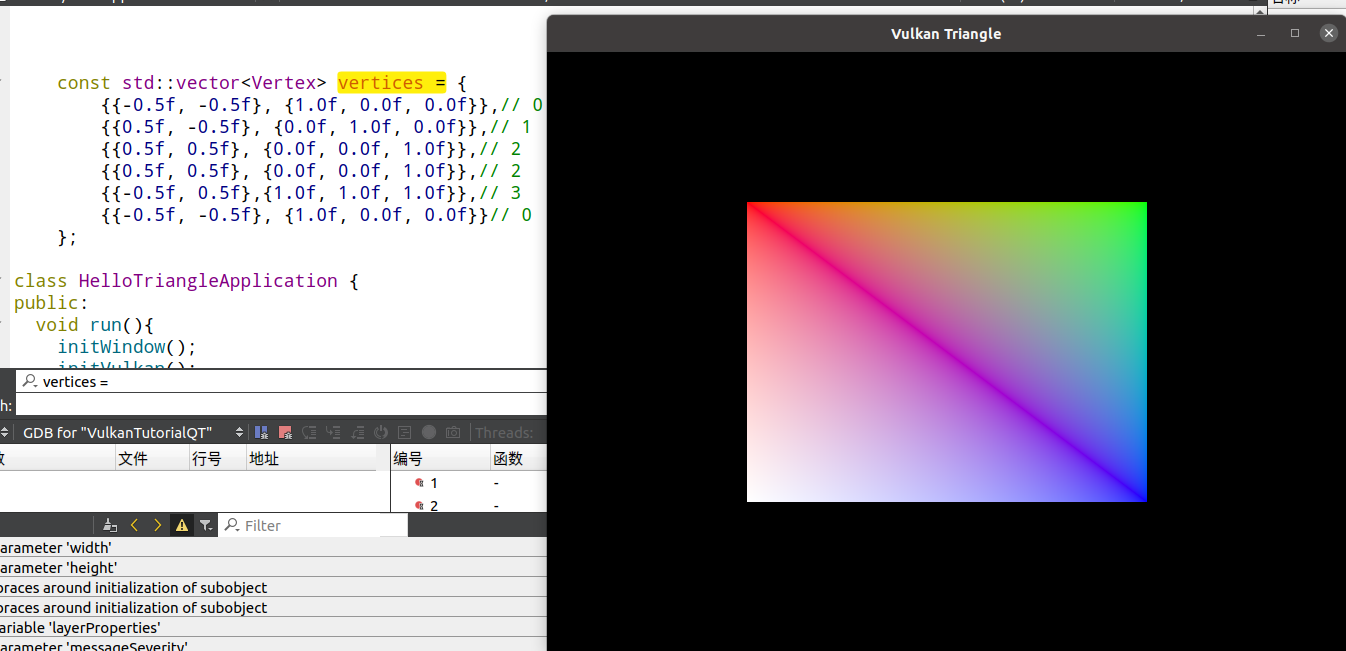 目标
Vulkan Triangle
const std::vector<Vertex> vertices = {
{{-0.5f, -0.5f}, {1.0f, 0.0f, 0.0f}},// 0
{{0.5f, -0.5f}, {0.0f, 1.0f, 0.0f}},// 1
{{0.5f, 0.5f}, {0.0f, 0.0f, 1.0f}},// 2
{{0.5f, 0.5f}, {0.0f, 0.0f, 1.0f}},// 2
{{-0.5f, 0.5f},{1.0f, 1.0f, 1.0f}},// 3
{{-0.5f, -0.5f}, {1.0f, 0.0f, 0.0f}}// 0
};
class HelloTriangleApplication {
public:
void run(){
initWindow();
initVulkan();
vertices =
h:
GDB for "VulkanTutorialQT"
Threads:
数 文件 行号 地址 编号 函数
1 -
2 -
Filter
arameter 'width'
arameter 'height'
braces around initialization of subobject
braces around initialization of subobject
ariable 'layerProperties'
arameter 'messageSeverity'